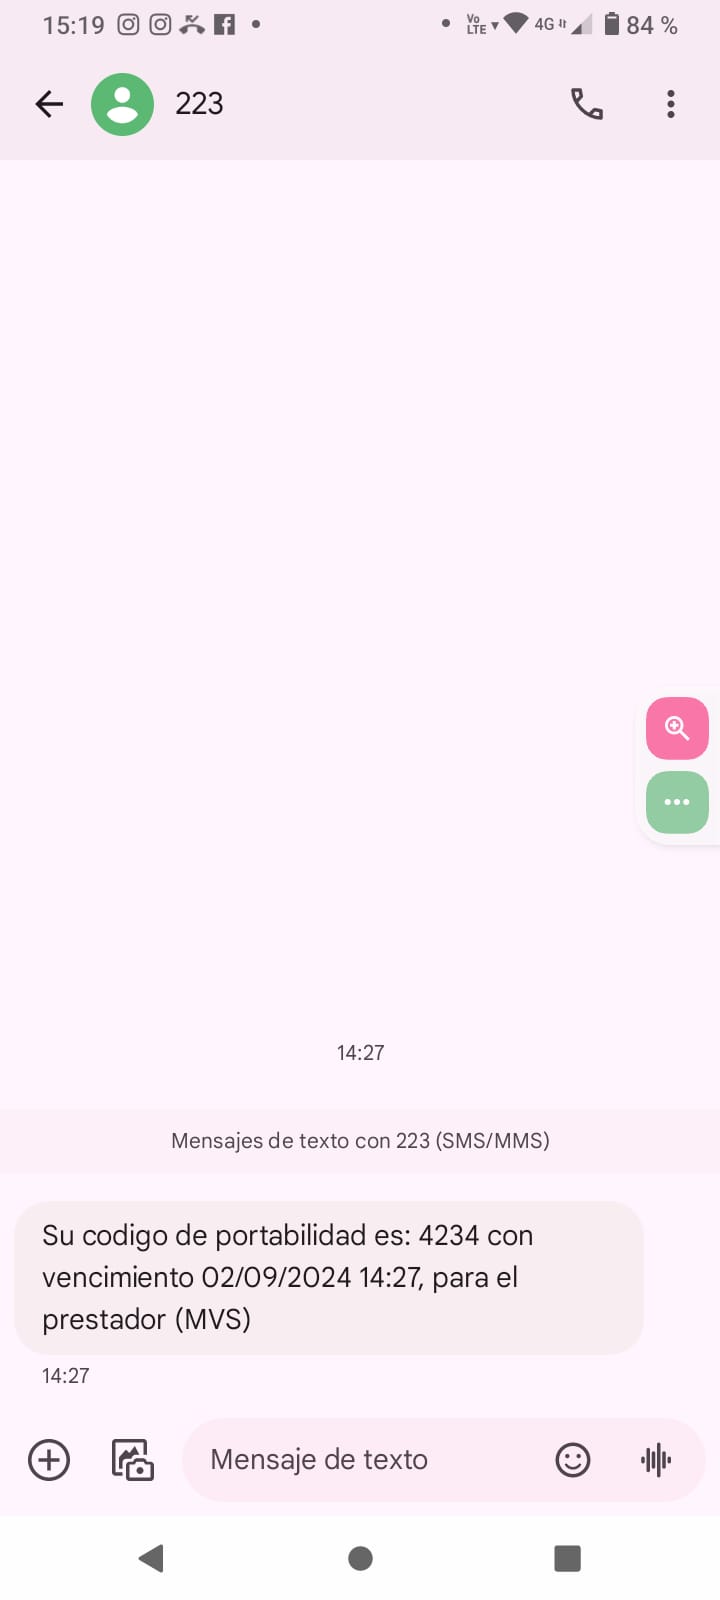 15:19 Vo LTE 4G 84 %
223
14:27
Mensajes de texto con 223 (SMS/MMS)
Su codigo de portabilidad es: 4234 con
vencimiento 02/09/2024 14:27, para el
prestador (MVS)
14:27
Mensaje de texto